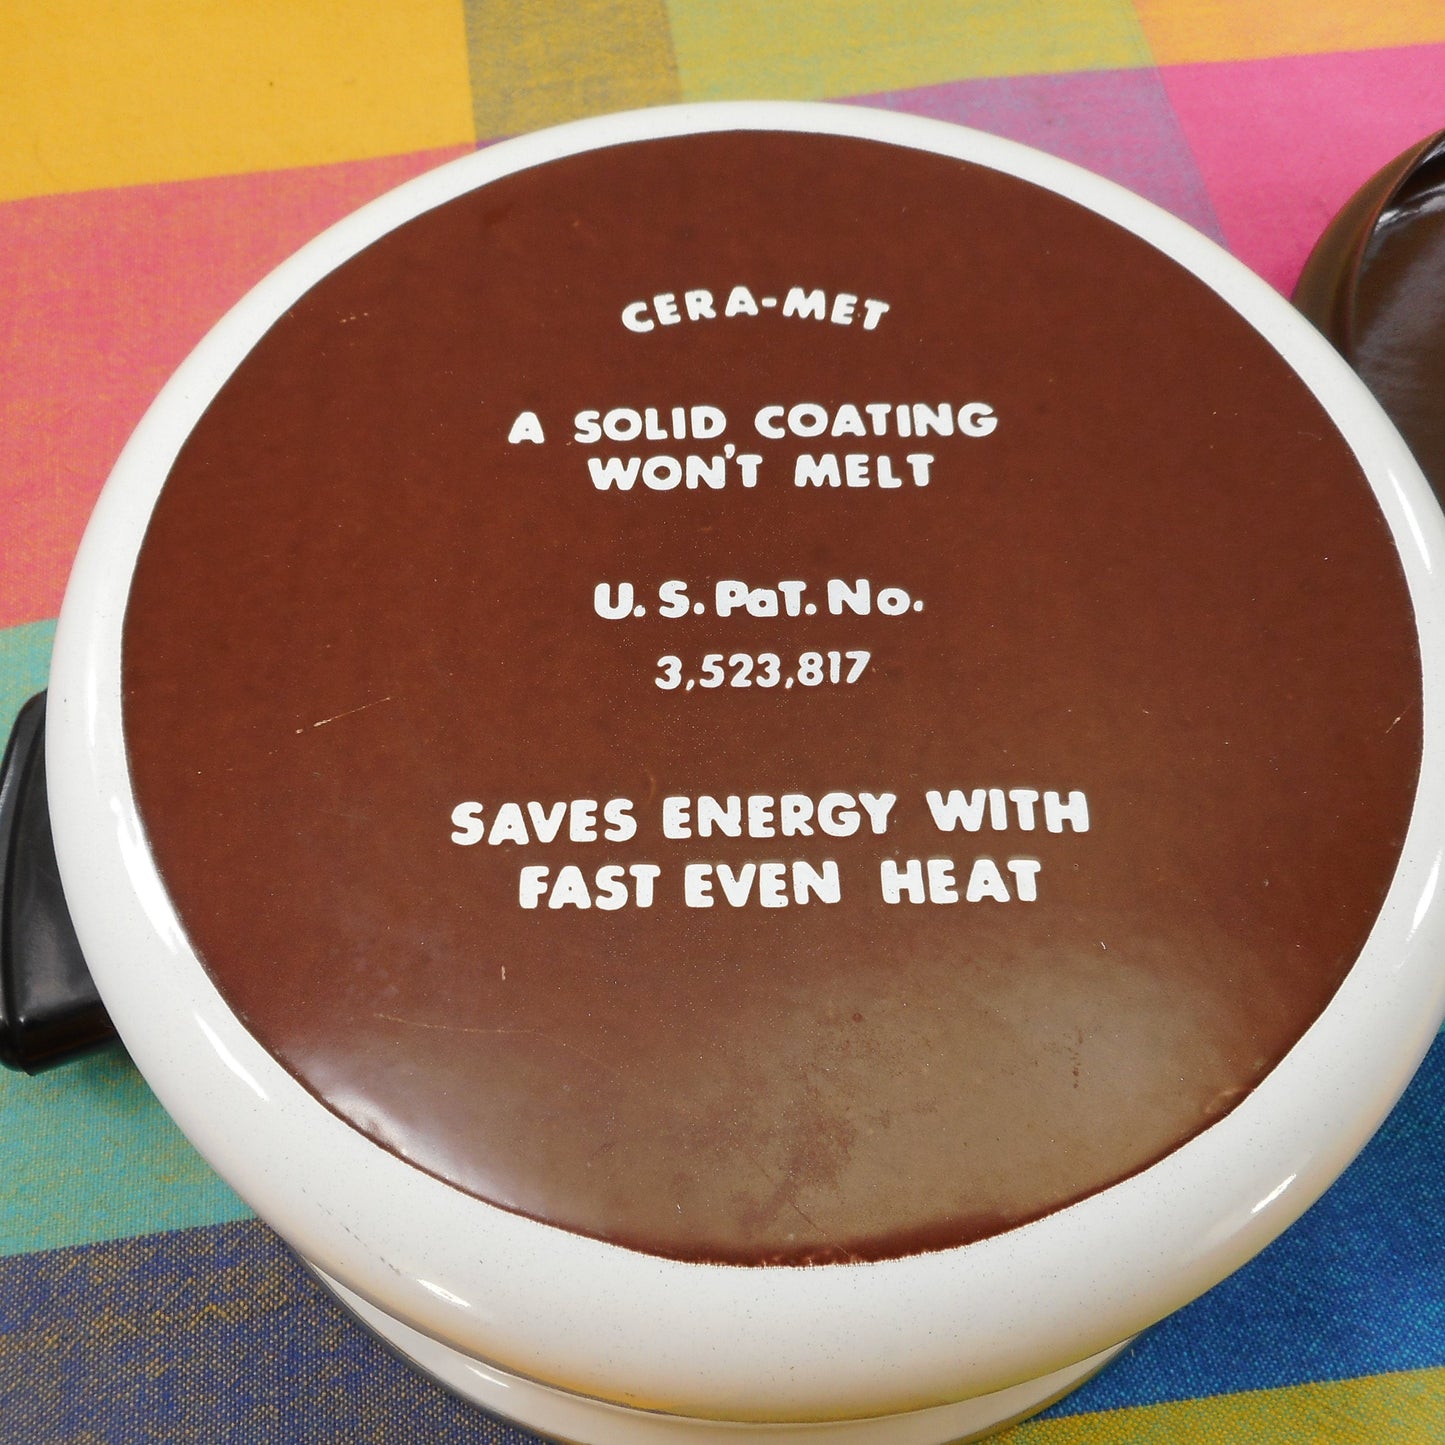 CERA-MET
A SOLID COATING
WON'T MELT
U.S. PaT. No.
3,523,817
SAVES ENERGY WITH
FAST EVEN HEAT